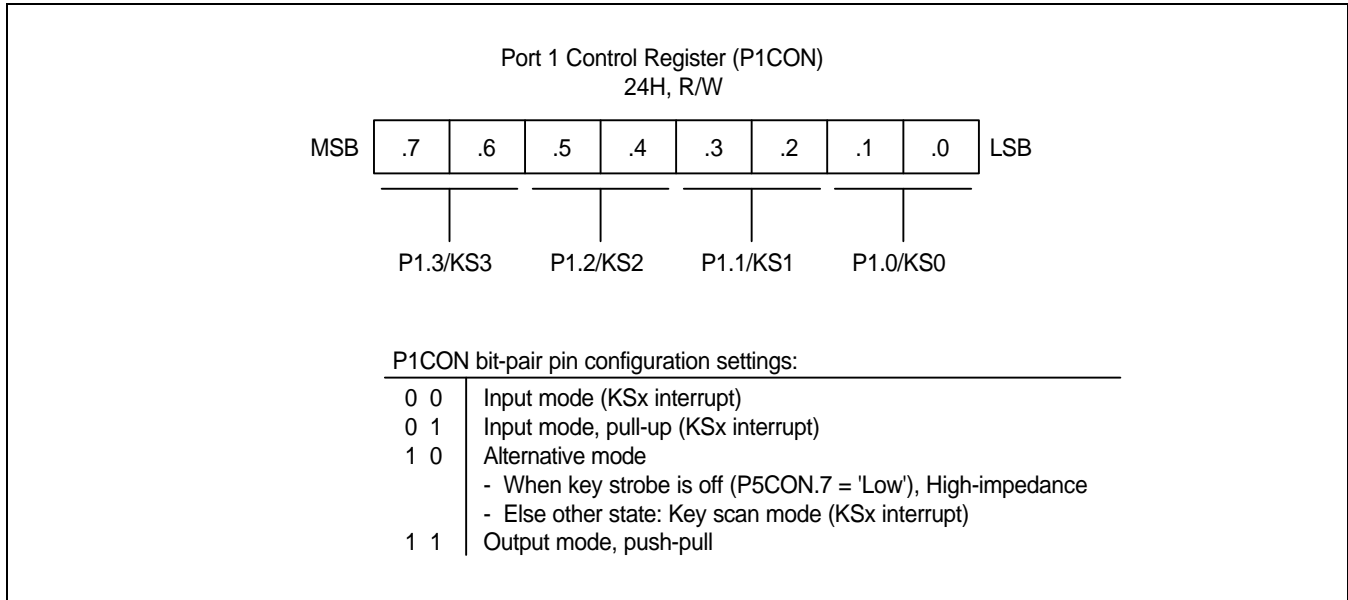 Port 1 Control Register (P1CON)
24H, R/W
MSB .7 .6 .5 .4 .3 .2 .1 .0 LSB
P1.3/KS3 P1.2/KS2 P1.1/KS1 P1.0/KS0
P1CON bit-pair pin configuration settings:
0 0 Input mode (KSx interrupt)
0 1 Input mode, pull-up (KSx interrupt)
1 0 Alternative mode
- When key strobe is off (P5CON.7 = 'Low'), High-impedance
- Else other state: Key scan mode (KSx interrupt)
1 1 Output mode, push-pull